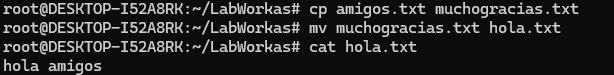 root@DESKTOP-I52A8RK:~/LabWorkas# cp amigos.txt muchogracias.txt
root@DESKTOP-I52A8RK:~/LabWorkas# mv muchogracias.txt hola.txt
root@DESKTOP-I52A8RK:~/LabWorkas# cat hola.txt
hola amigos